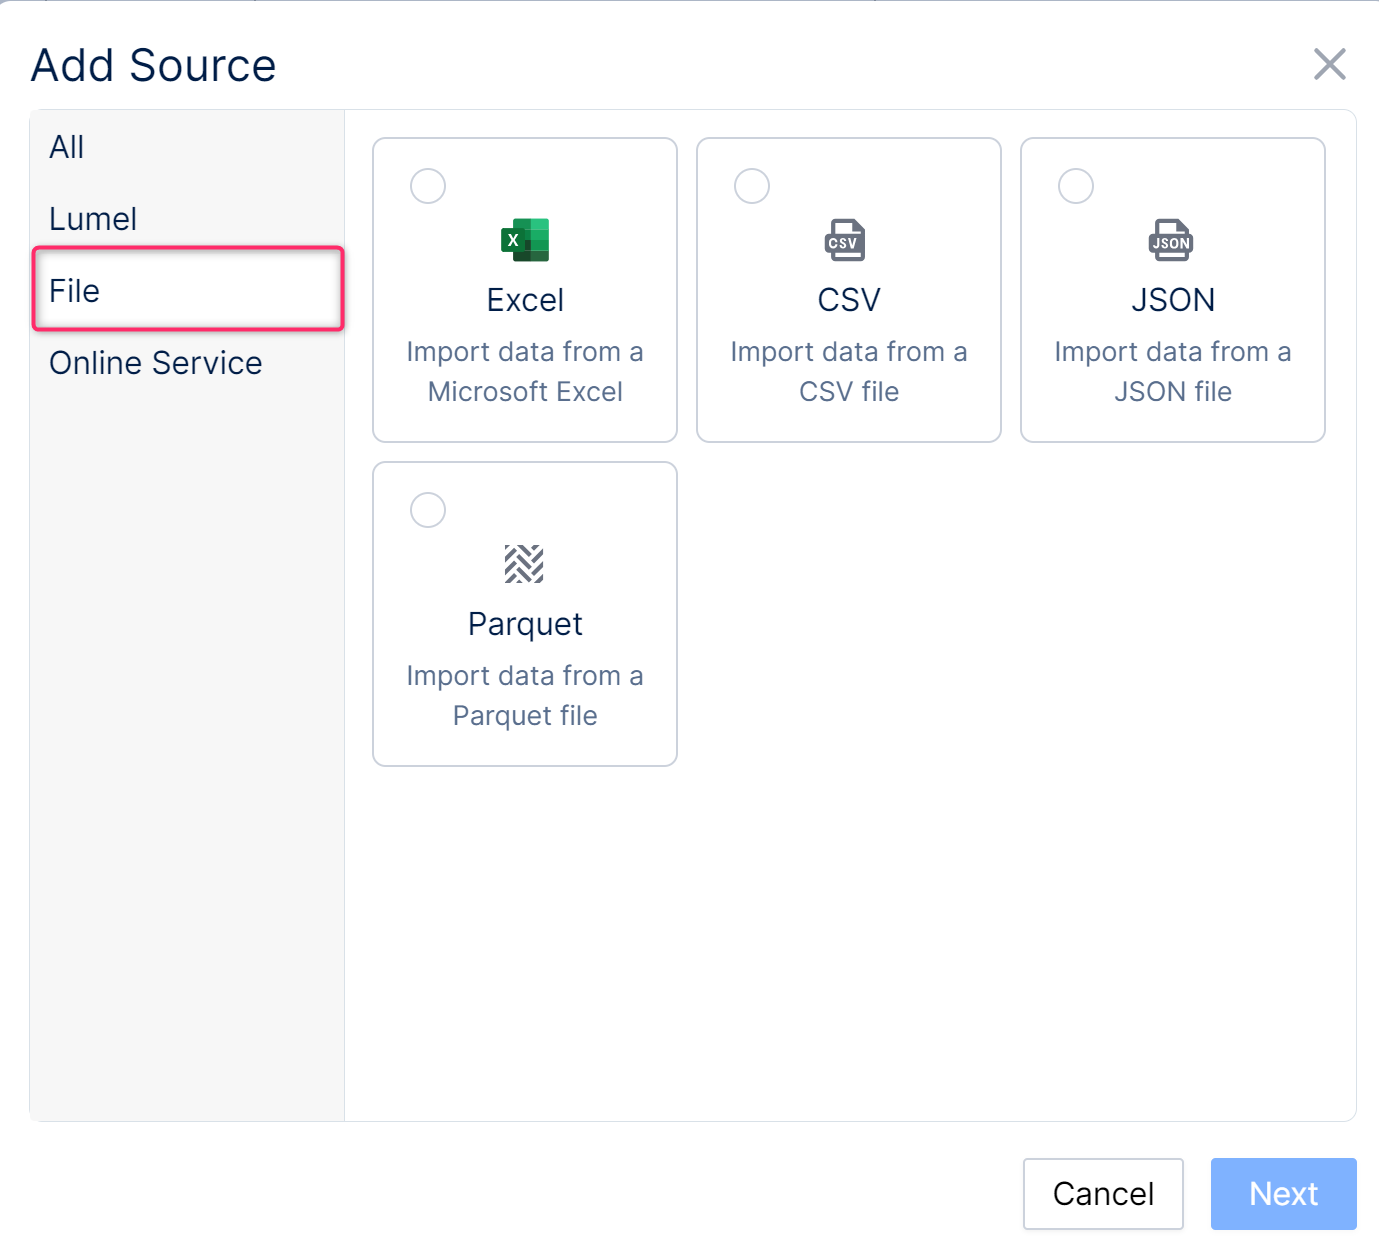 Add Source
All
Lumel
File
Online Service
X
Excel
Import data from a
Microsoft Excel
CSV
CSV
Import data from a
CSV file
JSON
JSON
Import data from a
JSON file
Parquet
Import data from a
Parquet file
Cancel
Next